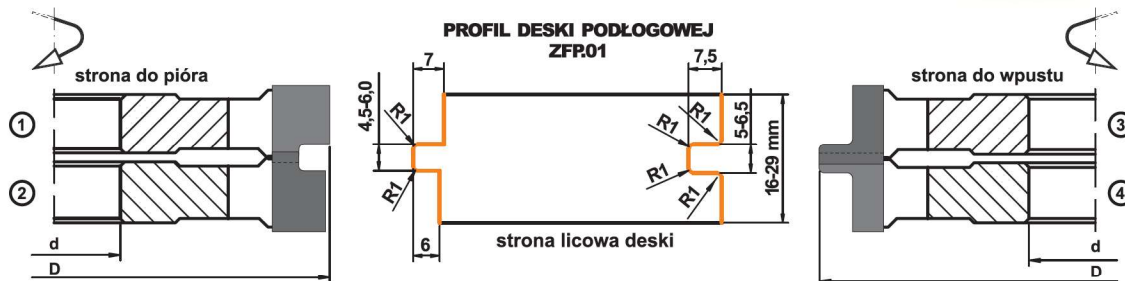 PROFIL DESKI PODŁOGOWEJ
ZFP.01
strona do pióra
strona do wpustu
7
7,5
4,5-6,0
R1
R1
R1
R1
R1
R1
5-6,5
16-29 mm
1
2
3
4
strona licowa deski
6
d
D
d
D